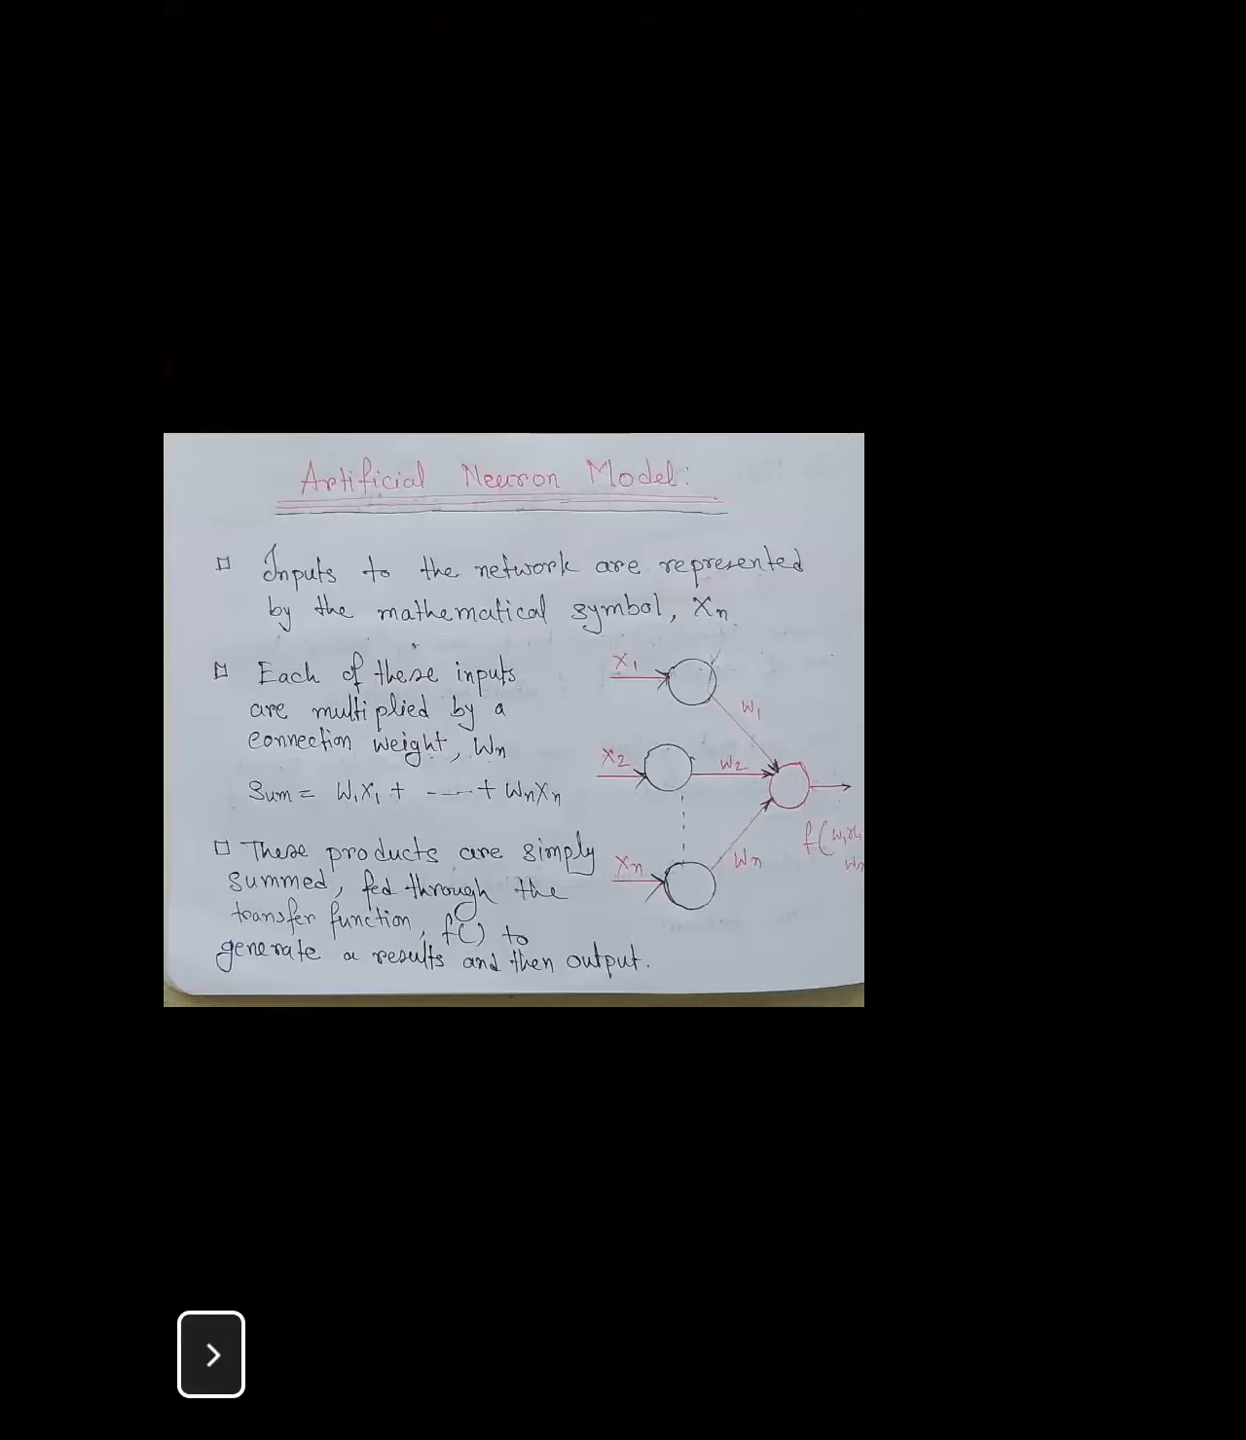 Artificial Neuron Model:
Inputs to the network are represented
by the mathematical symbol, Xn
Each of these inputs
are multiplied by a
connection weight, Wn
Sum = W1X1 + ------+ WnXn
These products are simply
summed, fed through the
transfer function, f() to
generate a results and then output.
X1
W1
X2
W2
Xn
Wn
f(w1x1
Wn